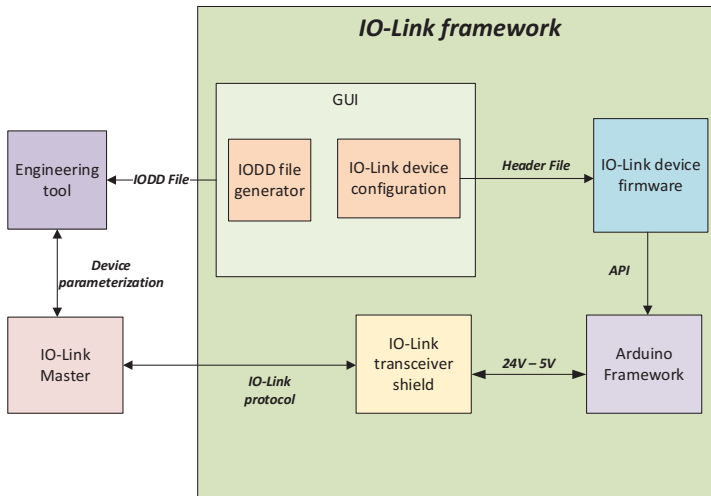 IO-Link framework
GUI
Engineering
tool
IODD File
IODD file
generator
IO-Link device
configuration
Header File
IO-Link device
firmware
Device
parameterization
API
IO-Link
Master
IO-Link
protocol
IO-Link
transceiver
shield
24V – 5V
Arduino
Framework